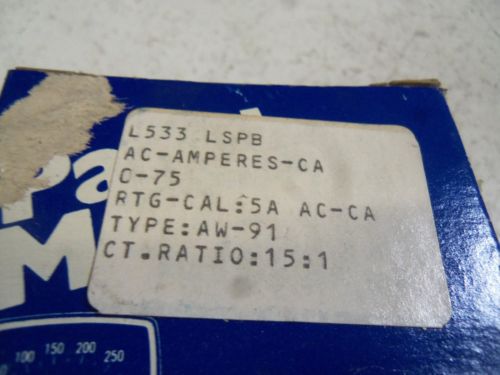 L533 LSPB
AC-AMPERES-CA
C-75
RTG-CAL:5A AC-CA
TYPE:AW-91
CT.RATIO:15:1
100 150 200 250